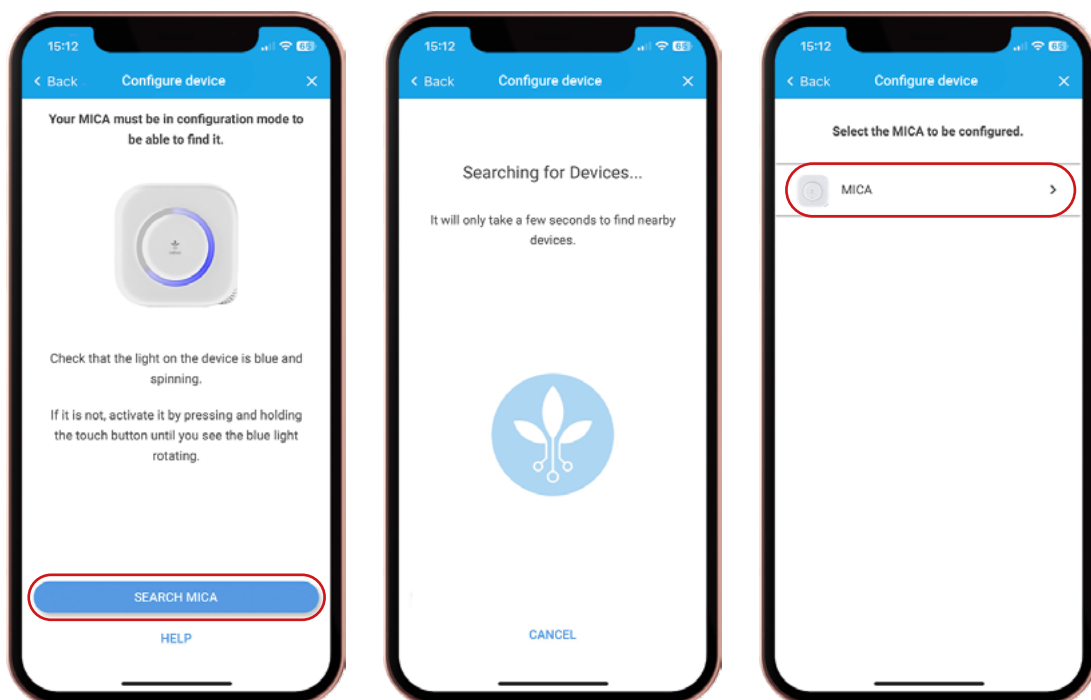 15:12
66
Back
Configure device
Your MICA must be in configuration mode to
be able to find it.
Check that the light on the device is blue and
spinning.
If it is not, activate it by pressing and holding
the touch button until you see the blue light
rotating.
SEARCH MICA
HELP
15:12
66
Back
Configure device
Searching for Devices...
It will only take a few seconds to find nearby
devices.
CANCEL
15:12
66
Back
Configure device
Select the MICA to be configured.
MICA